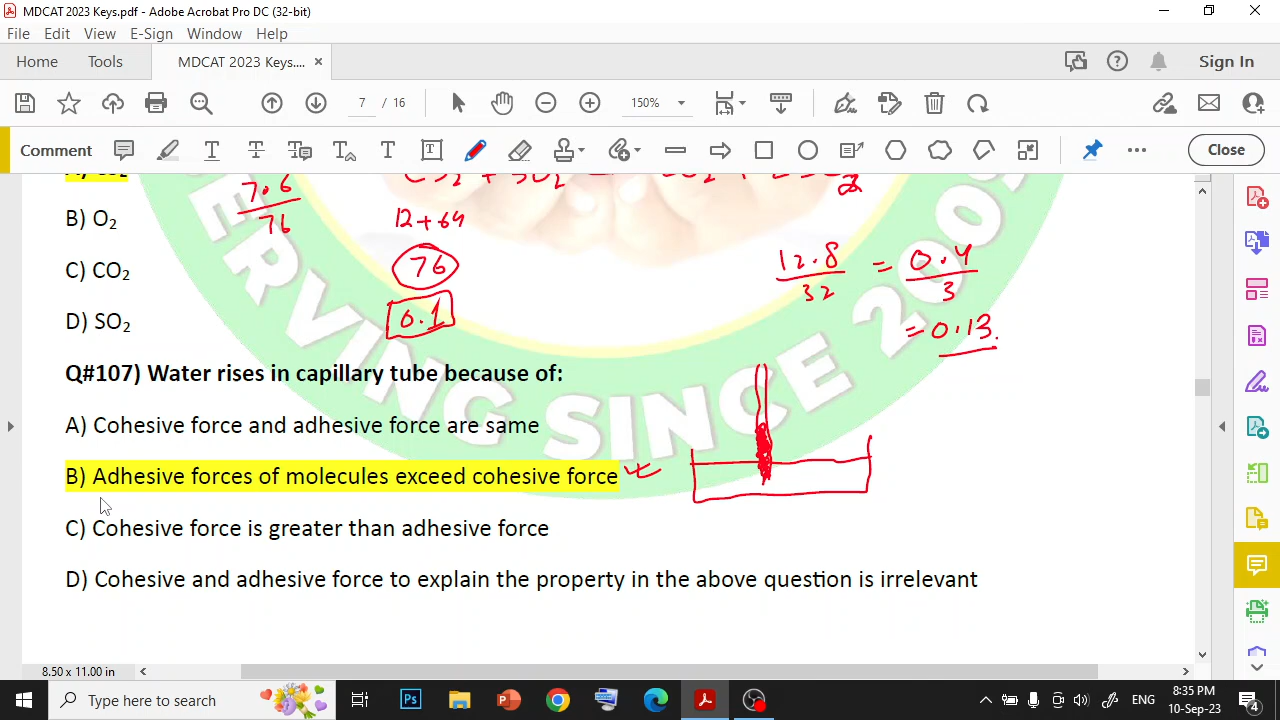 MDCAT 2023 Keys.pdf - Adobe Acrobat Pro DC (32-bit)
File Edit View E-Sign Window Help
Home Tools MDCAT 2023 Keys.... × Sign In
7 / 16 150%
Comment Close
7.6
76
B) O₂ 12+64
C) CO₂ 76 12.8 / 32 = 0.4 / 3
D) SO₂ 0.1 = 0.13.
Q#107) Water rises in capillary tube because of:
A) Cohesive force and adhesive force are same
B) Adhesive forces of molecules exceed cohesive force
C) Cohesive force is greater than adhesive force
D) Cohesive and adhesive force to explain the property in the above question is irrelevant
SERVING SINCE 200
8.50 x 11.00 in
Type here to search ENG 8:35 PM
10-Sep-23 4